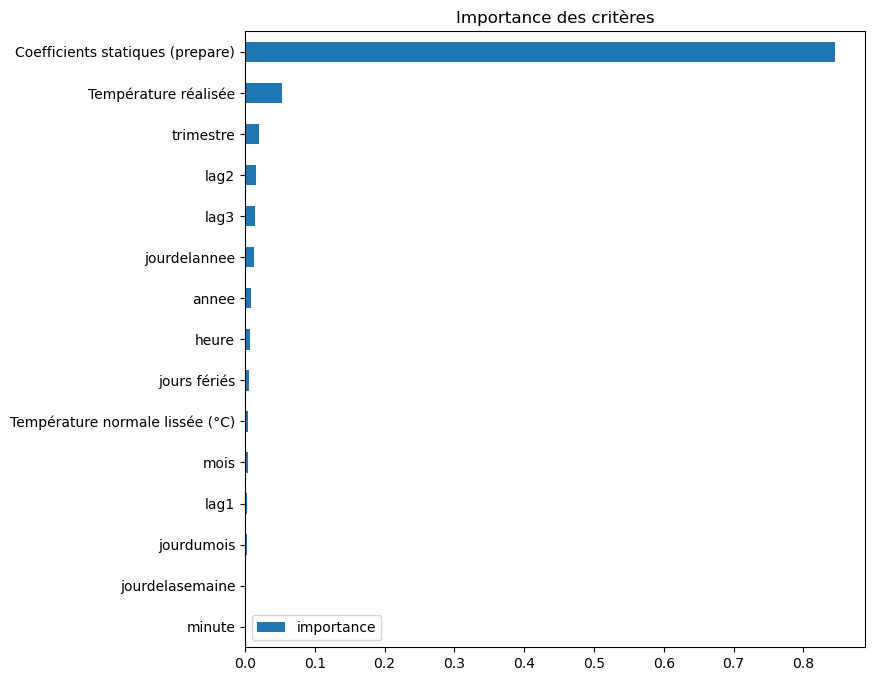 Importance des critères
Coefficients statiques (prepare)
Température réalisée
trimestre
lag2
lag3
jourdelannee
annee
heure
jours fériés
Température normale lissée (°C)
mois
lag1
jourdumois
jourdelasemaine
minute
importance
0.0 0.1 0.2 0.3 0.4 0.5 0.6 0.7 0.8